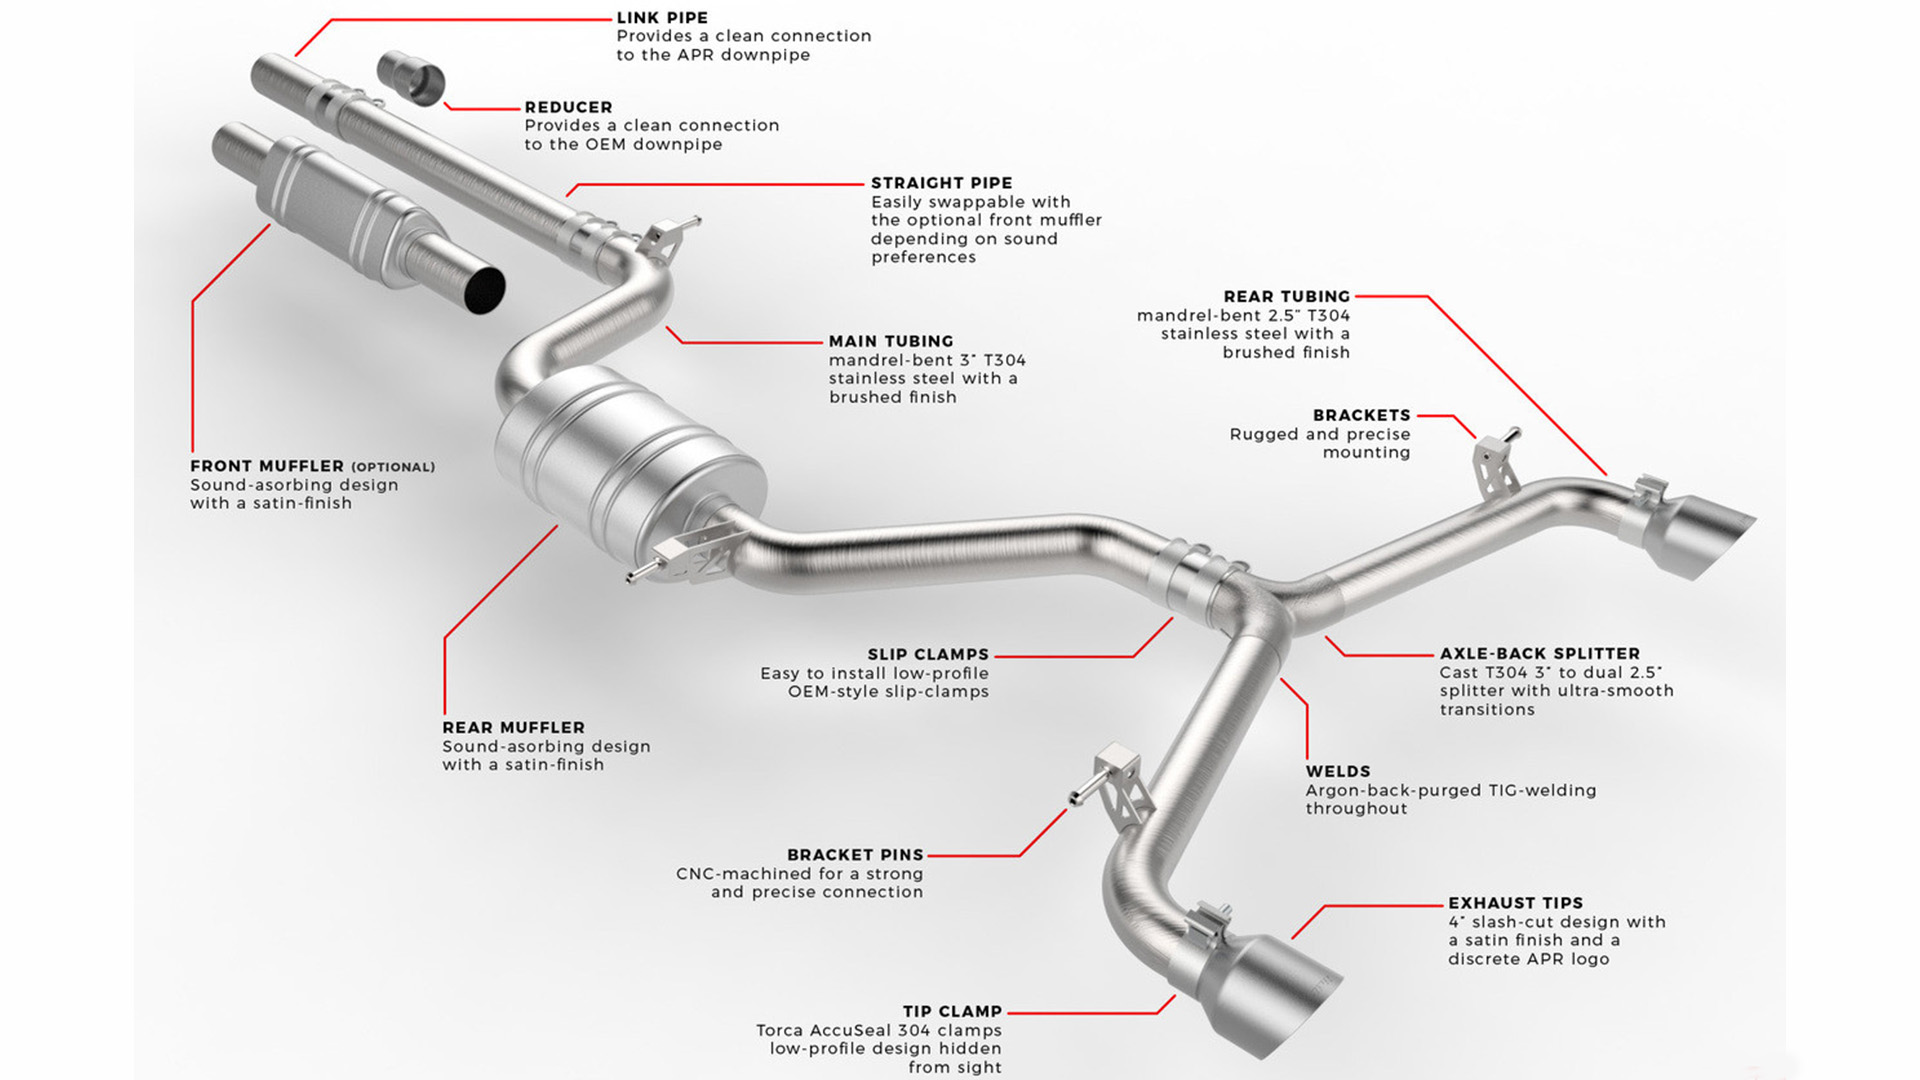 LINK PIPE
Provides a clean connection
to the APR downpipe
REDUCER
Provides a clean connection
to the OEM downpipe
STRAIGHT PIPE
Easily swappable with
the optional front muffler
depending on sound
preferences
REAR TUBING
mandrel-bent 2.5" T304
stainless steel with a
brushed finish
MAIN TUBING
mandrel-bent 3" T304
stainless steel with a
brushed finish
BRACKETS
Rugged and precise
mounting
FRONT MUFFLER (OPTIONAL)
Sound-asorbing design
with a satin-finish
SLIP CLAMPS
Easy to install low-profile
OEM-style slip-clamps
AXLE-BACK SPLITTER
Cast T304 3" to dual 2.5"
splitter with ultra-smooth
transitions
REAR MUFFLER
Sound-asorbing design
with a satin-finish
WELDS
Argon-back-purged TIG-welding
throughout
BRACKET PINS
CNC-machined for a strong
and precise connection
EXHAUST TIPS
4" slash-cut design with
a satin finish and a
discrete APR logo
TIP CLAMP
Torca AccuSeal 304 clamps
low-profile design hidden
from sight